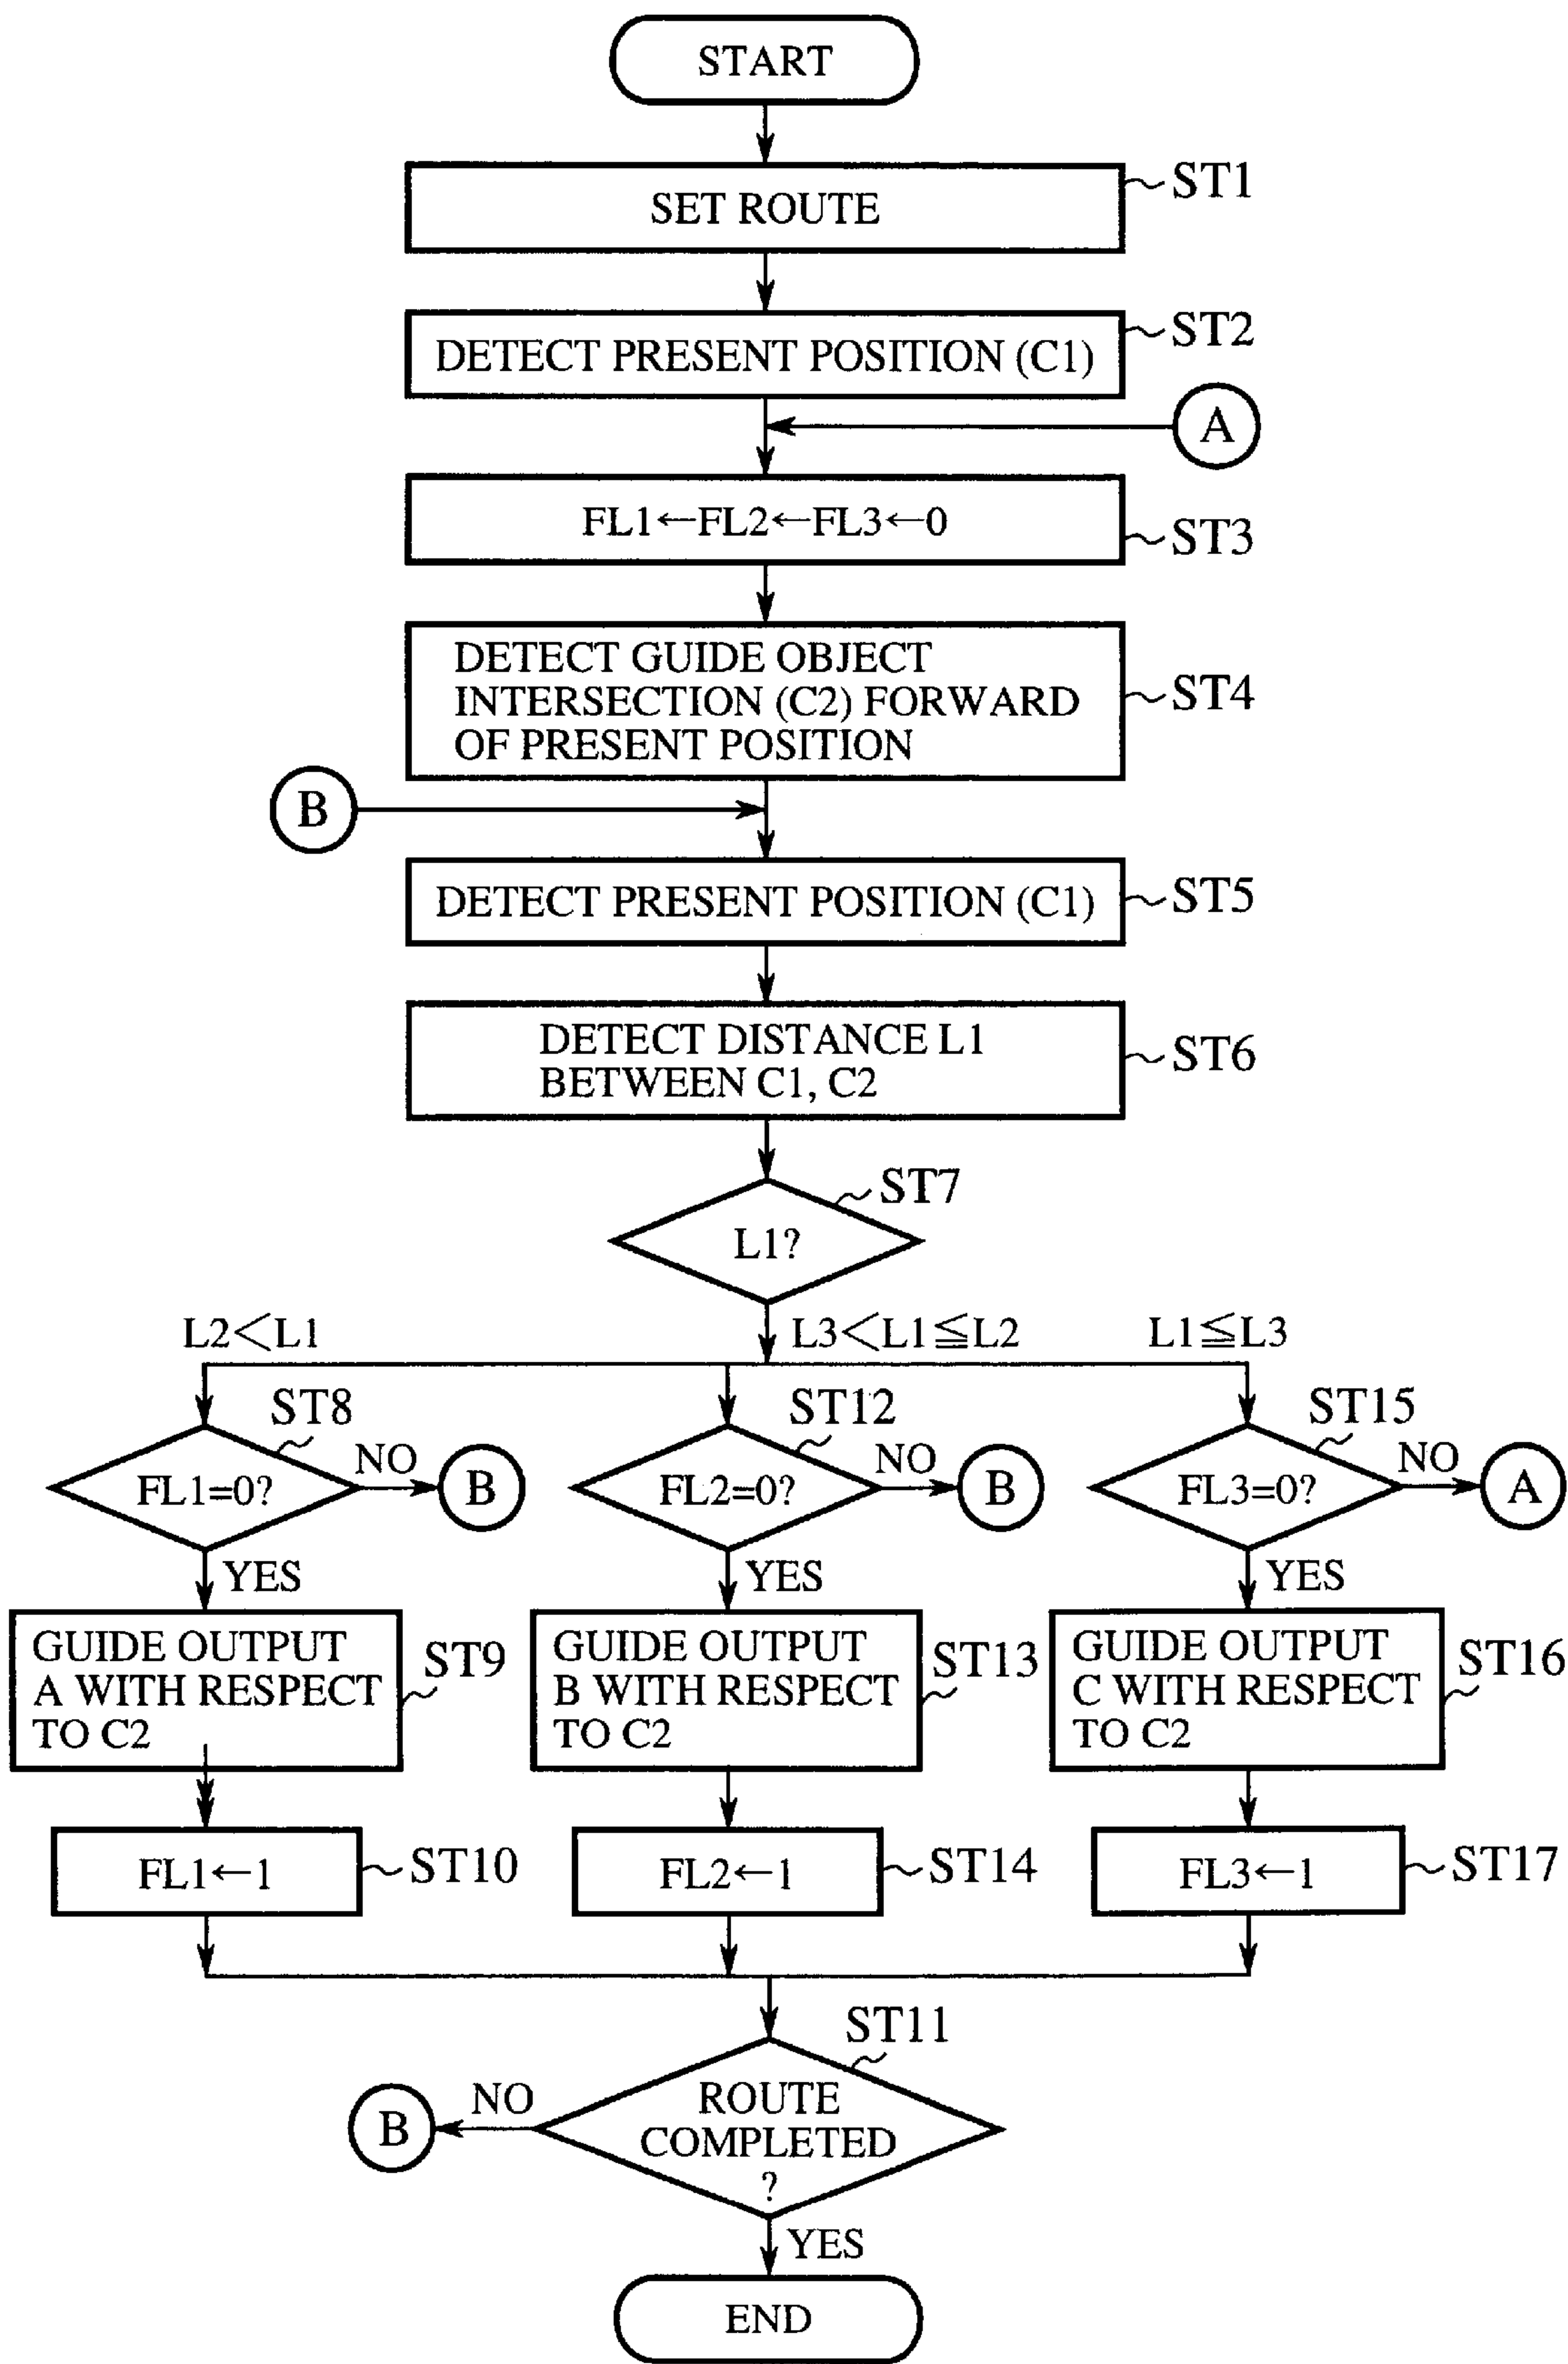 START
SET ROUTE
ST1
DETECT PRESENT POSITION (C1)
ST2
A
FL1←FL2←FL3←0
ST3
DETECT GUIDE OBJECT
INTERSECTION (C2) FORWARD
OF PRESENT POSITION
ST4
B
DETECT PRESENT POSITION (C1)
ST5
DETECT DISTANCE L1
BETWEEN C1, C2
ST6
ST7
L1?
L2<L1
L3<L1≦L2
L1≦L3
ST8
FL1=0?
NO
B
ST12
FL2=0?
NO
B
ST15
FL3=0?
NO
A
YES
YES
YES
GUIDE OUTPUT
A WITH RESPECT
TO C2
ST9
GUIDE OUTPUT
B WITH RESPECT
TO C2
ST13
GUIDE OUTPUT
C WITH RESPECT
TO C2
ST16
FL1←1
ST10
FL2←1
ST14
FL3←1
ST17
ST11
ROUTE
COMPLETED
?
NO
B
YES
END